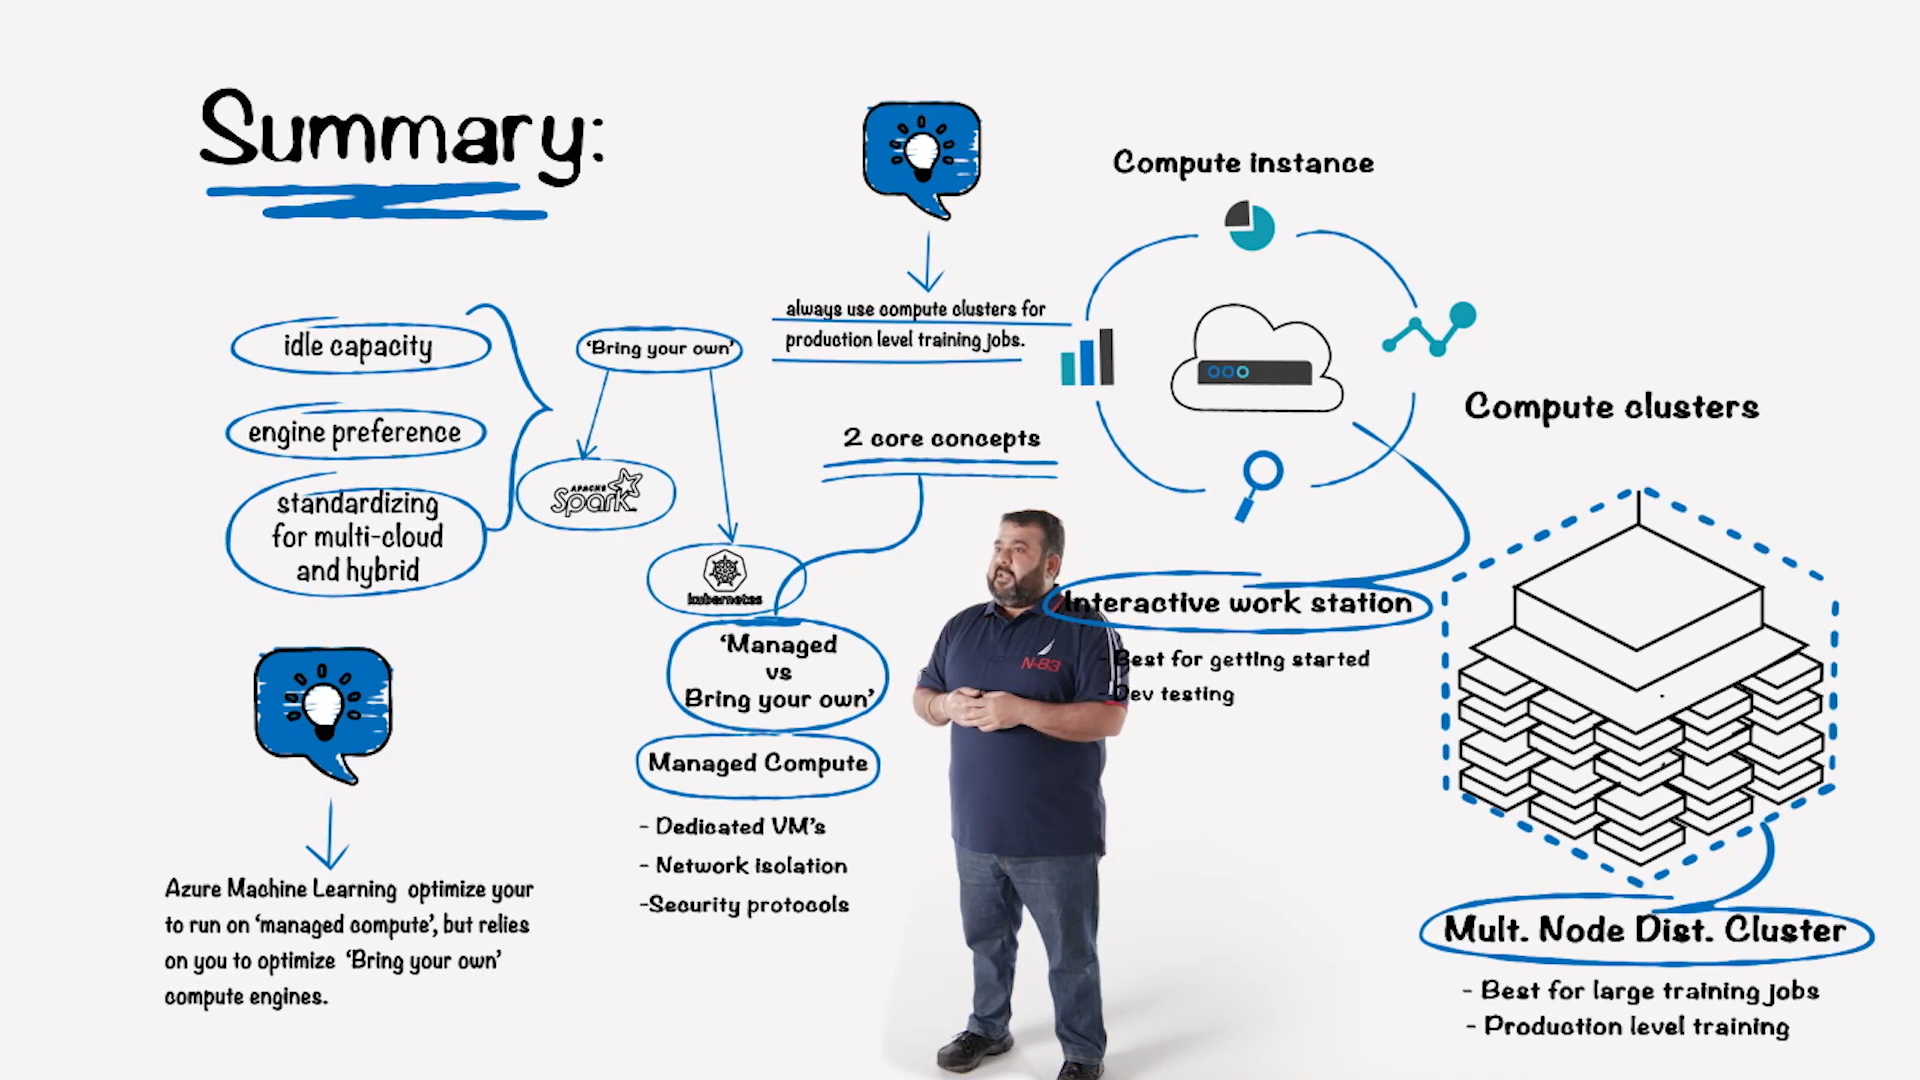 Summary:
idle capacity
engine preference
standardizing
for multi-cloud
and hybrid
'Bring your own'
APACHE
Spark
kubernetes
always use compute clusters for
production level training jobs.
2 core concepts
'Managed
vs
Bring your own'
Managed Compute
- Dedicated VM's
- Network isolation
-Security protocols
Azure Machine Learning optimize your
to run on 'managed compute', but relies
on you to optimize 'Bring your own'
compute engines.
Compute instance
Interactive work station
- Best for getting started
- Dev testing
N-83
Compute clusters
Mult. Node Dist. Cluster
- Best for large training jobs
- Production level training